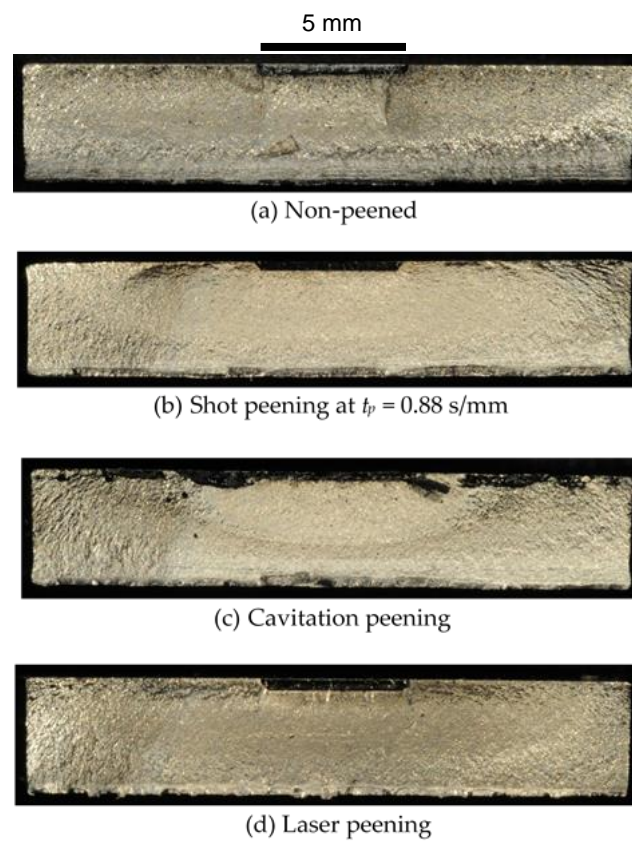 5 mm
(a) Non-peened
(b) Shot peening at tₚ = 0.88 s/mm
(c) Cavitation peening
(d) Laser peening